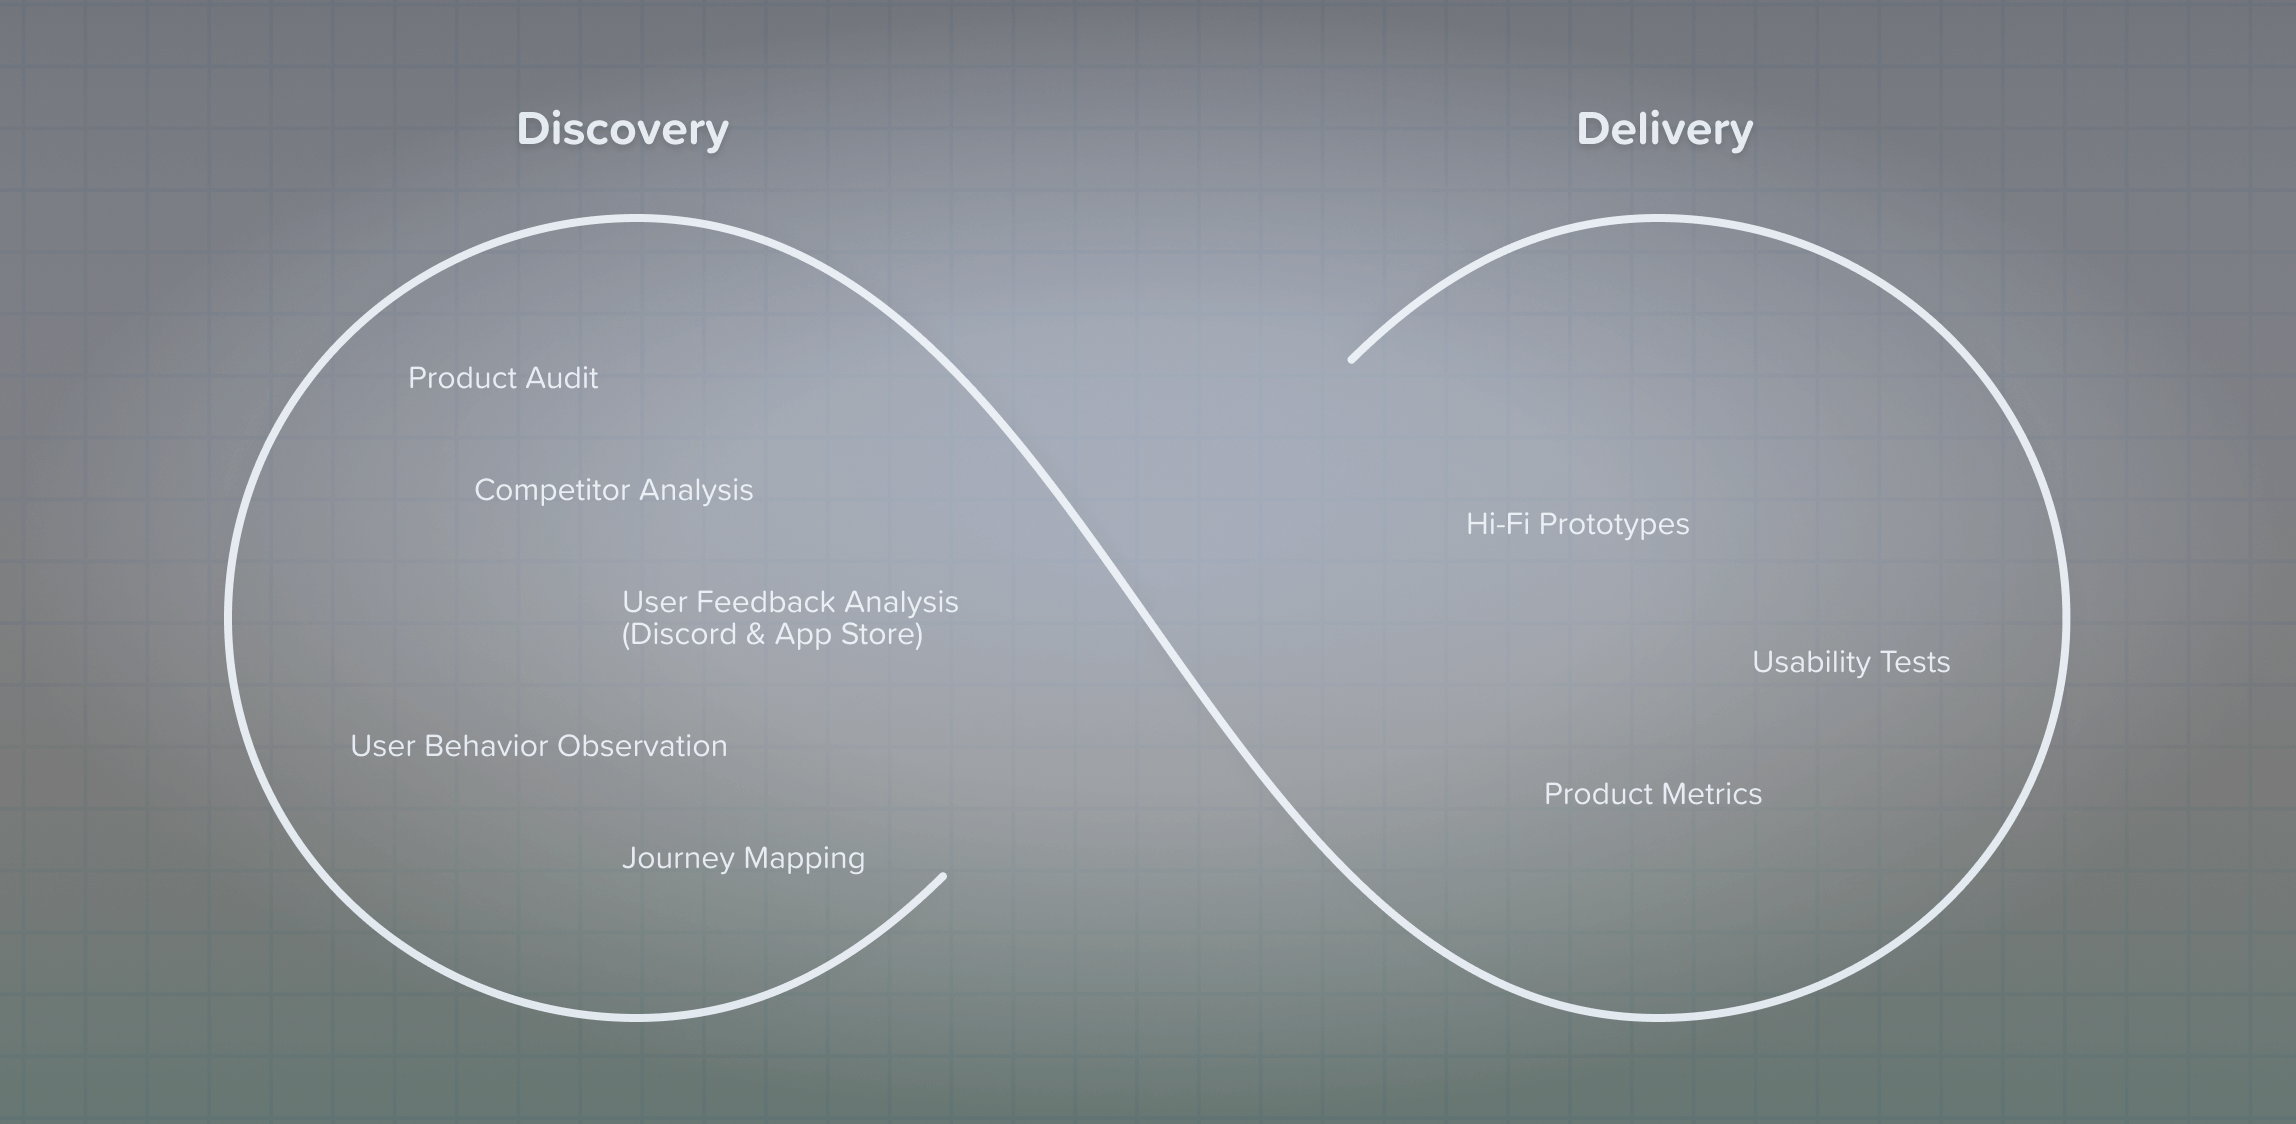 Discovery
Delivery
Product Audit
Competitor Analysis
User Feedback Analysis
(Discord & App Store)
User Behavior Observation
Journey Mapping
Hi-Fi Prototypes
Usability Tests
Product Metrics